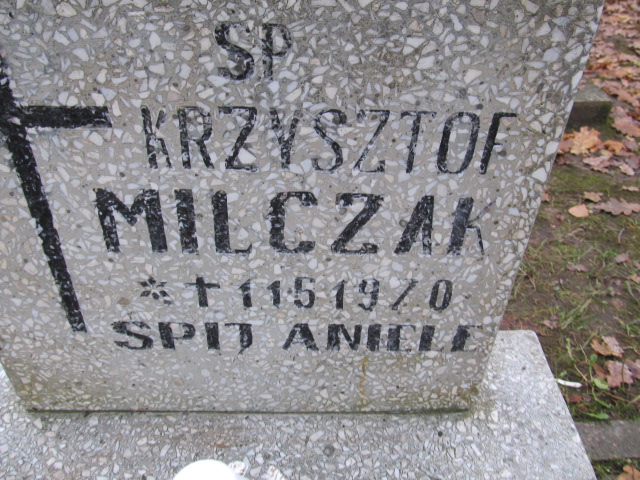 SP
KRZYSZTOF
MILCZAK
* † 11 5 1970
SPIJ ANIELE